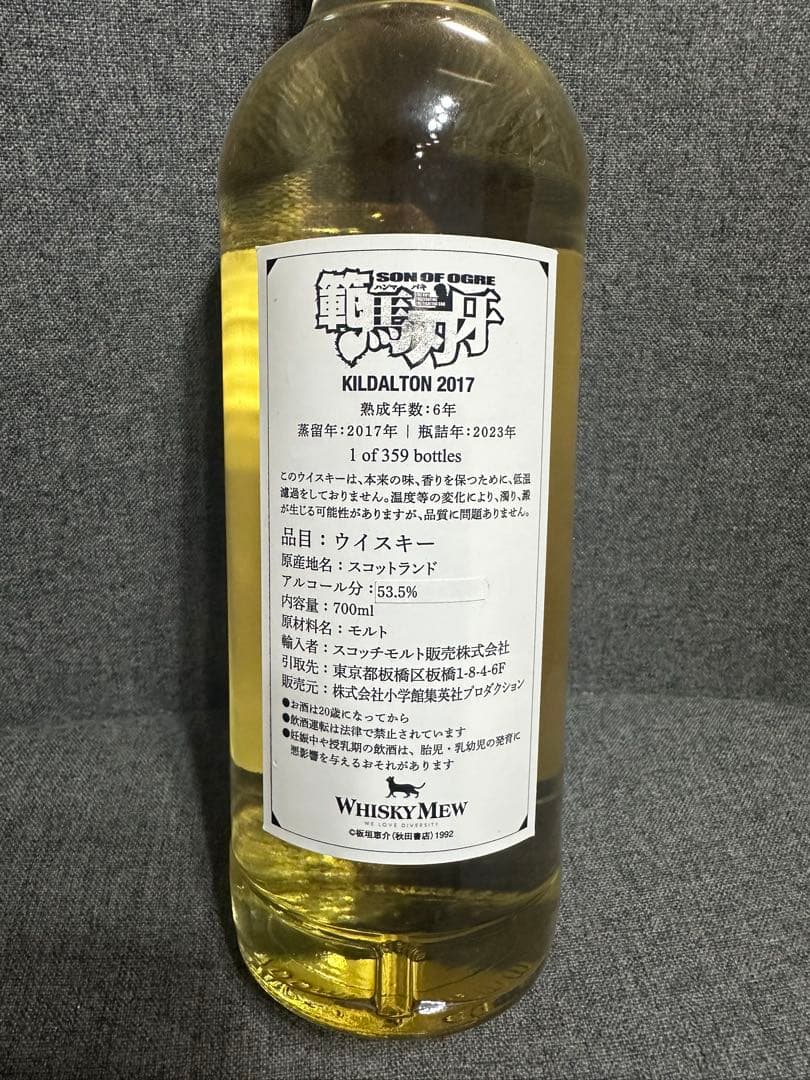 SON OF OGRE
ハンマ バキ
範馬刃牙
KILDALTON 2017
熟成年数:6年
蒸留年:2017年 | 瓶詰年:2023年
1 of 359 bottles
このウイスキーは、本来の味、香りを保つために、低温
濾過をしておりません。温度等の変化により、濁り、澱
が生じる可能性がありますが、品質に問題ありません。
品目：ウイスキー
原産地名：スコットランド
アルコール分：53.5%
内容量：700ml
原材料名：モルト
輸入者：スコッチモルト販売株式会社
引取先：東京都板橋区板橋1-8-4-6F
販売元：株式会社小学館集英社プロダクション
●お酒は20歳になってから
●飲酒運転は法律で禁止されています
●妊娠中や授乳期の飲酒は、胎児・乳幼児の発育に
悪影響を与えるおそれがあります
WHISKY MEW
WE LOVE DIVERSITY
©板垣恵介(秋田書店)1992